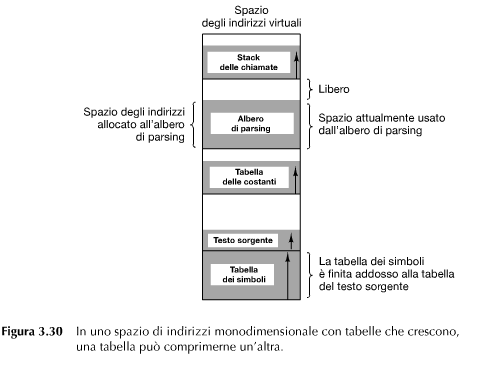 Spazio
degli indirizzi virtuali
Stack
delle chiamate
Libero
Spazio degli indirizzi
allocato all'albero
di parsing
Albero
di parsing
Spazio attualmente usato
dall'albero di parsing
Tabella
delle costanti
Testo sorgente
Tabella
dei simboli
La tabella dei simboli
è finita addosso alla tabella
del testo sorgente
Figura 3.30 In uno spazio di indirizzi monodimensionale con tabelle che crescono,
una tabella può comprimerne un'altra.